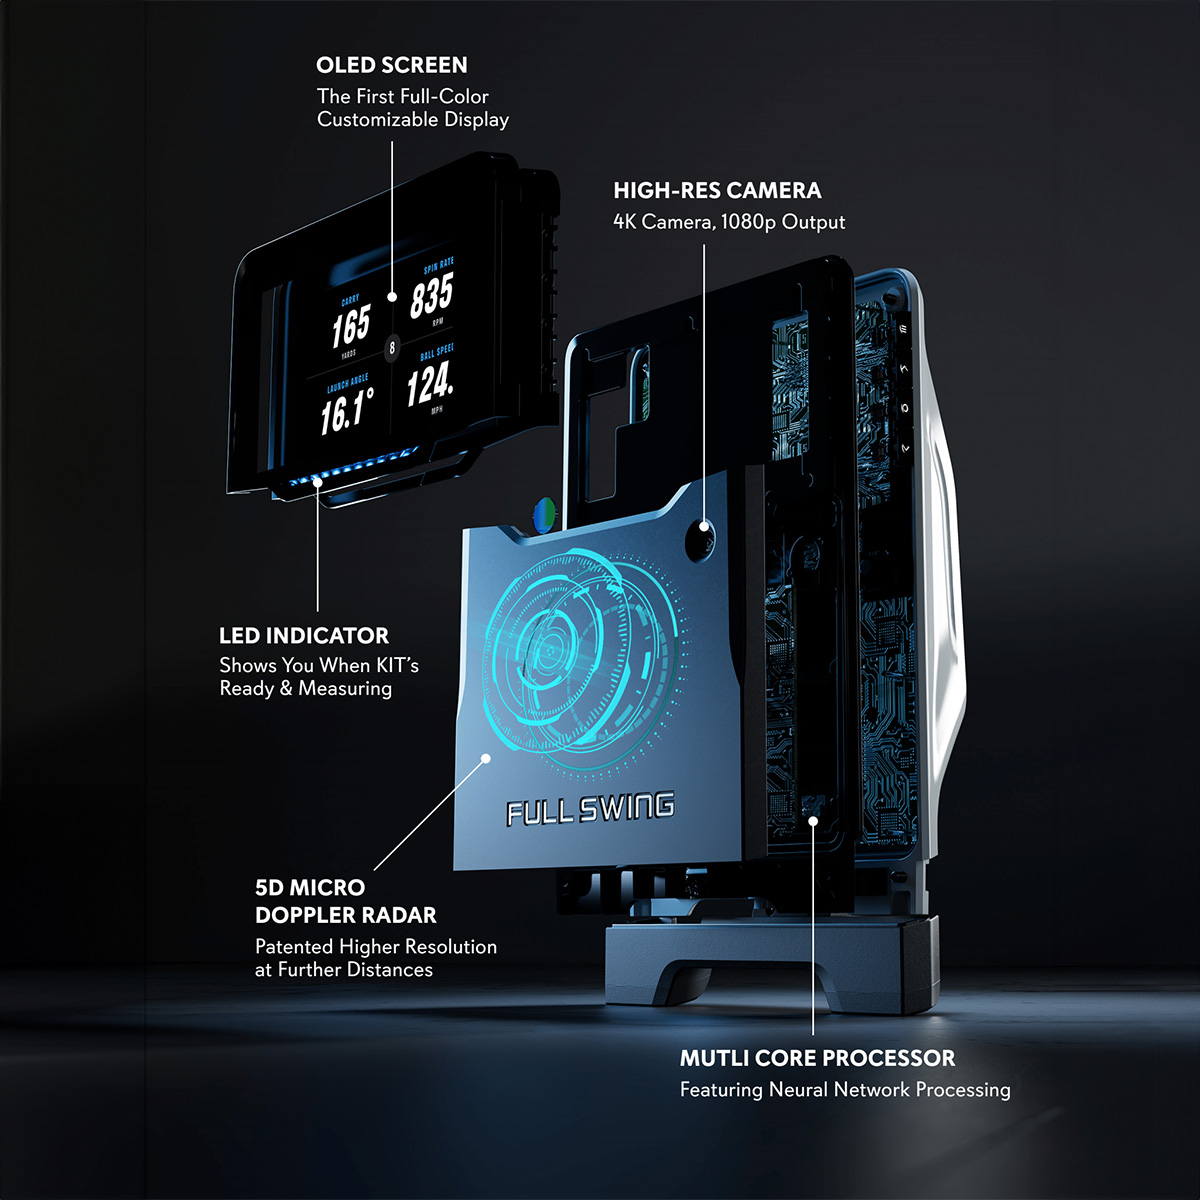 OLED SCREEN
The First Full-Color
Customizable Display
HIGH-RES CAMERA
4K Camera, 1080p Output
SPIN RATE
835
RPM
CARRY
165
YARDS
8
BALL SPEED
124.
MPH
LAUNCH ANGLE
16.1°
LED INDICATOR
Shows You When KIT's
Ready & Measuring
FULL SWING
5D MICRO
DOPPLER RADAR
Patented Higher Resolution
at Further Distances
MUTLI CORE PROCESSOR
Featuring Neural Network Processing